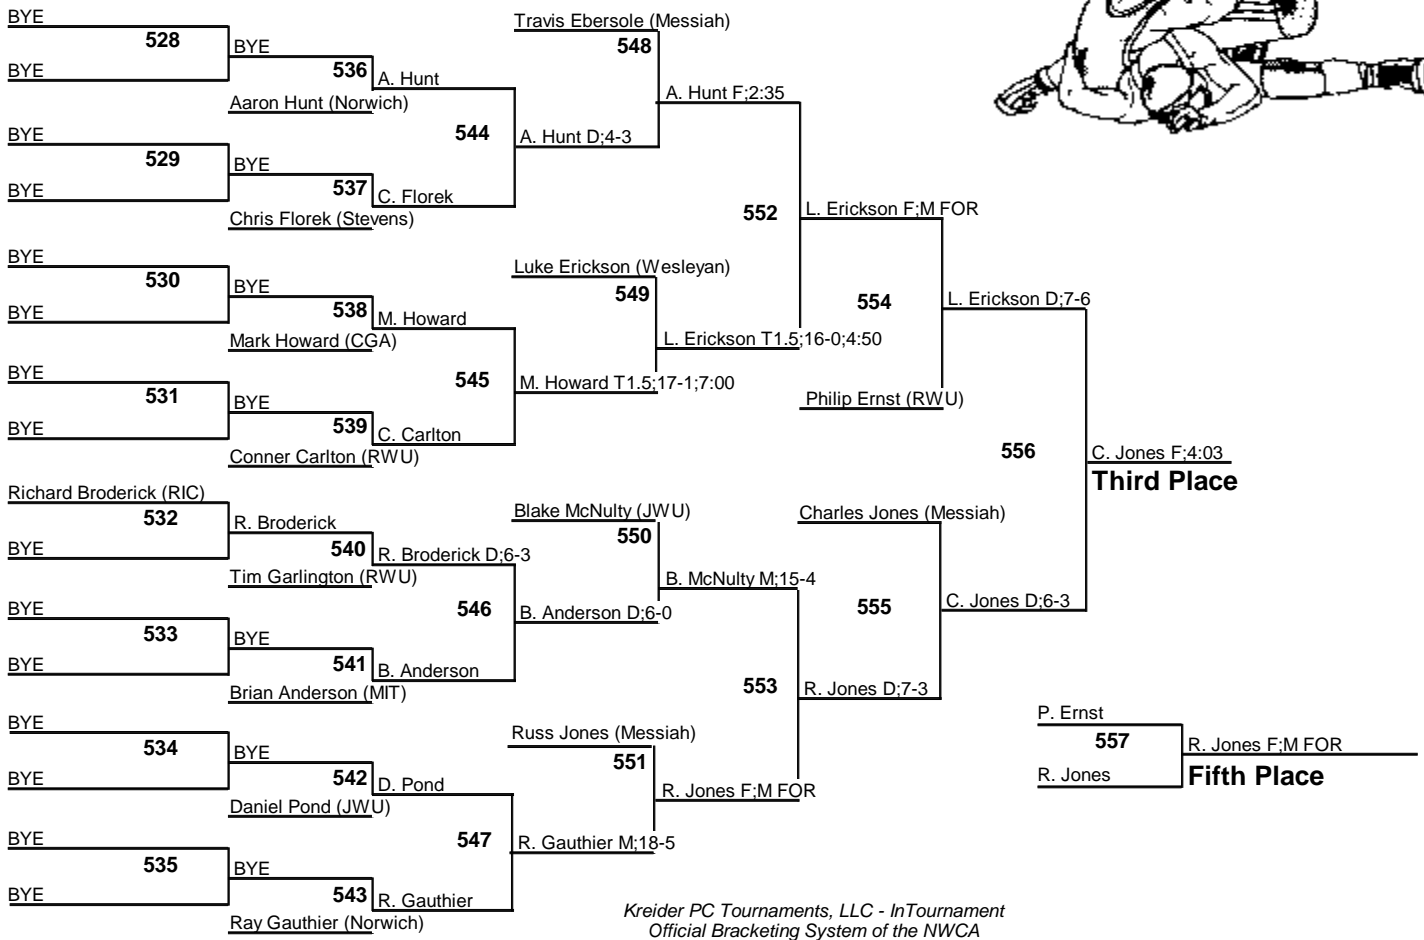 BYE
528
BYE
BYE
536
Aaron Hunt (Norwich)
A. Hunt
BYE
529
BYE
BYE
537
Chris Florek (Stevens)
C. Florek
544
A. Hunt D;4-3
Travis Ebersole (Messiah)
548
A. Hunt F;2:35
BYE
530
BYE
BYE
538
Mark Howard (CGA)
M. Howard
BYE
531
BYE
BYE
539
Conner Carlton (RWU)
C. Carlton
545
M. Howard T1.5;17-1;7:00
Luke Erickson (Wesleyan)
549
L. Erickson T1.5;16-0;4:50
552
L. Erickson F;M FOR
554
Philip Ernst (RWU)
L. Erickson D;7-6
Richard Broderick (RIC)
532
BYE
R. Broderick
540
Tim Garlington (RWU)
R. Broderick D;6-3
BYE
533
BYE
BYE
541
Brian Anderson (MIT)
B. Anderson
546
B. Anderson D;6-0
Blake McNulty (JWU)
550
B. McNulty M;15-4
BYE
534
BYE
BYE
542
Daniel Pond (JWU)
D. Pond
BYE
535
BYE
BYE
543
Ray Gauthier (Norwich)
R. Gauthier
547
R. Gauthier M;18-5
Russ Jones (Messiah)
551
R. Jones F;M FOR
553
R. Jones D;7-3
Charles Jones (Messiah)
555
C. Jones D;6-3
556
C. Jones F;4:03
Third Place
P. Ernst
557
R. Jones
R. Jones F;M FOR
Fifth Place
Kreider PC Tournaments, LLC - InTournament
Official Bracketing System of the NWCA